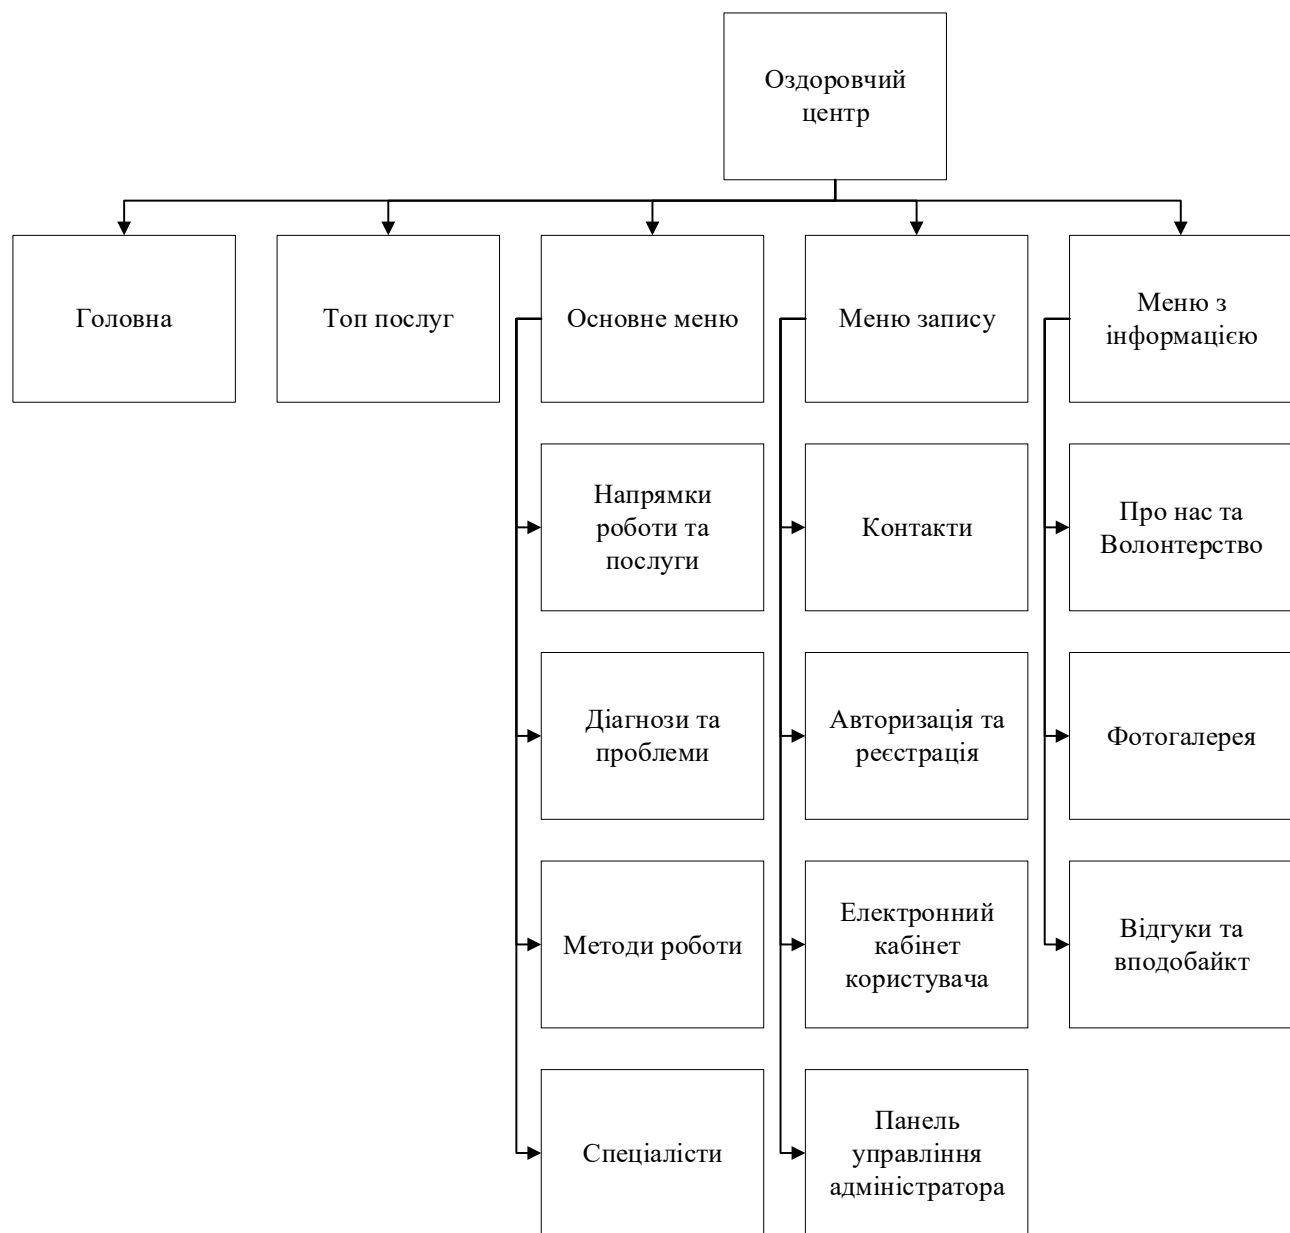 Оздоровчий
центр
Головна
Топ послуг
Основне меню
Меню запису
Меню з
інформацією
Напрямки
роботи та
послуги
Контакти
Про нас та
Волонтерство
Діагнози та
проблеми
Авторизація та
реєстрація
Фотогалерея
Методи роботи
Електронний
кабінет
користувача
Відгуки та
вподобайкт
Спеціалісти
Панель
управління
адміністратора